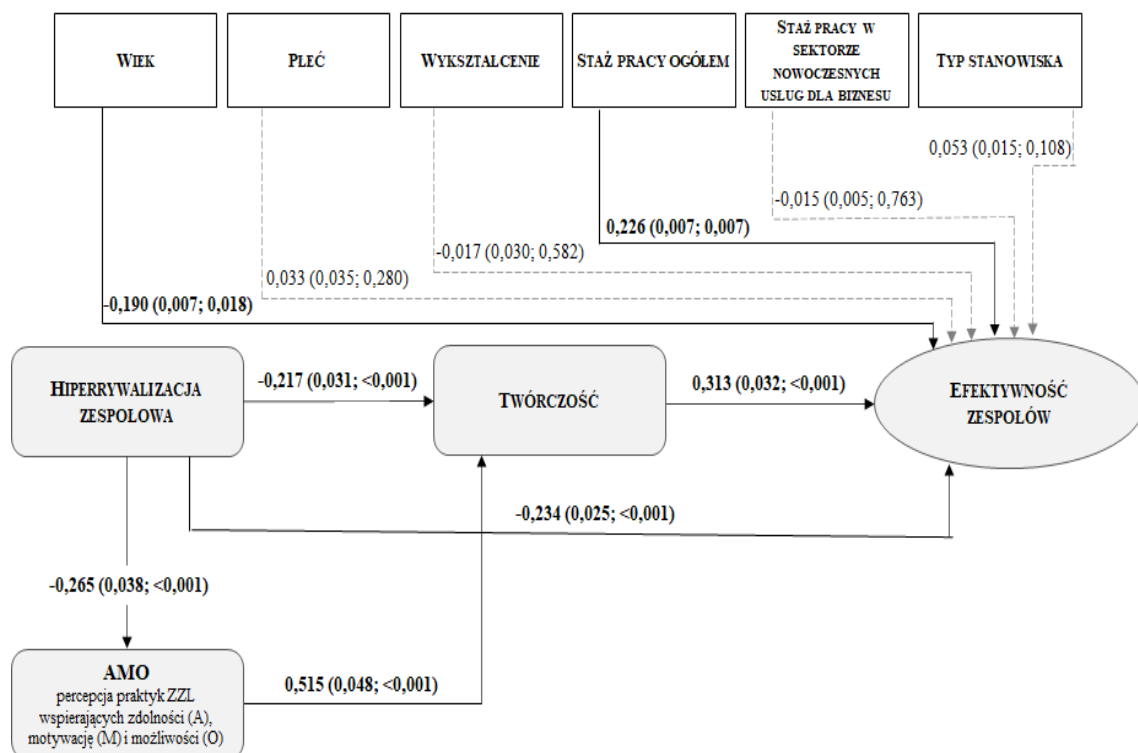 WIEK
PŁEĆ
WYKSZTALCENIE
STAŻ PRACY OGÓŁEM
STAŻ PRACY W
SEKTORZE
NOWOCZESNYCH
USLUG DLA BIZNESU
TYP STANOWISKA
0,053 (0,015; 0,108)
-0,015 (0,005; 0,763)
0,226 (0,007; 0,007)
-0,017 (0,030; 0,582)
0,033 (0,035; 0,280)
-0,190 (0,007; 0,018)
HIPERRYWALIZACJA
ZESPOLOWA
-0,217 (0,031; <0,001)
TWÓRCZOŚĆ
0,313 (0,032; <0,001)
EFEKTYWNOŚĆ
ZESPOLÓW
-0,234 (0,025; <0,001)
-0,265 (0,038; <0,001)
AMO
percepcja praktyk ZZL
wspierających zdolności (A),
motywację (M) i możliwości (O)
0,515 (0,048; <0,001)